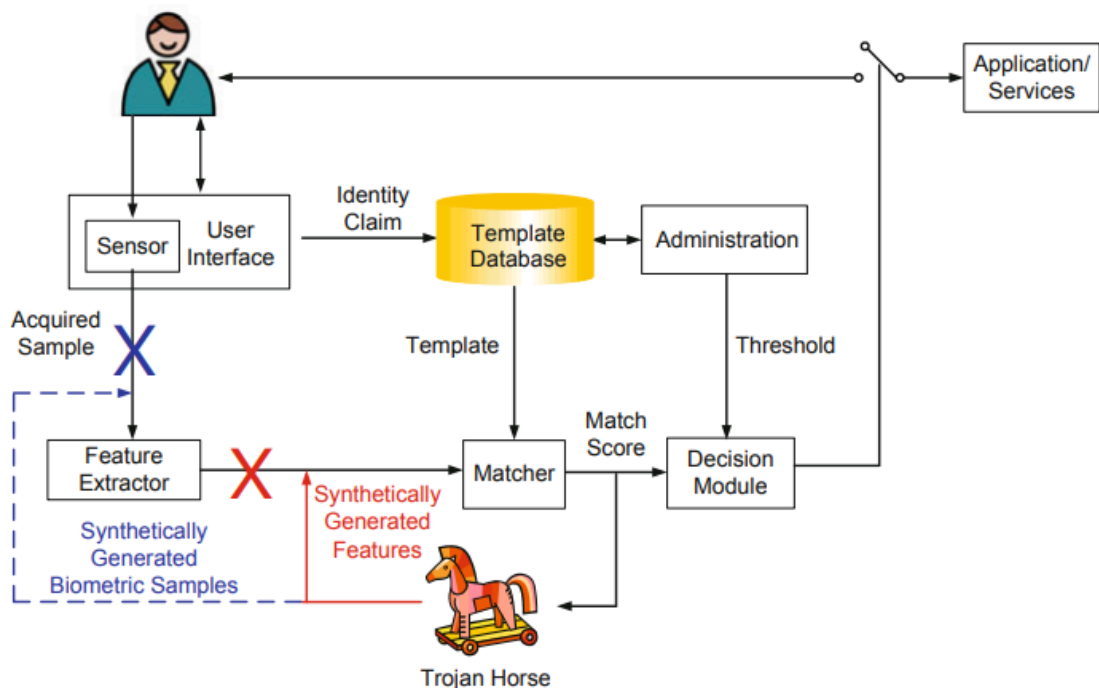 Application/
Services
Identity
Claim
User
Interface
Sensor
Template
Database
Administration
Acquired
Sample
X
Template
Threshold
Match
Score
Feature
Extractor
X
Matcher
Decision
Module
Synthetically
Generated
Features
Synthetically
Generated
Biometric Samples
Trojan Horse